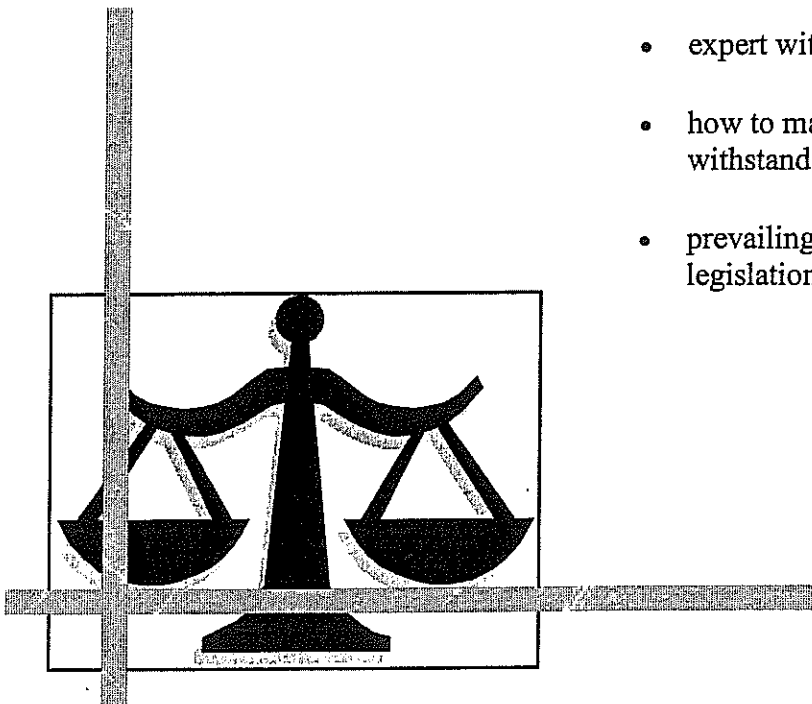 • expert wit
• how to ma
withstand
• prevailing
legislation